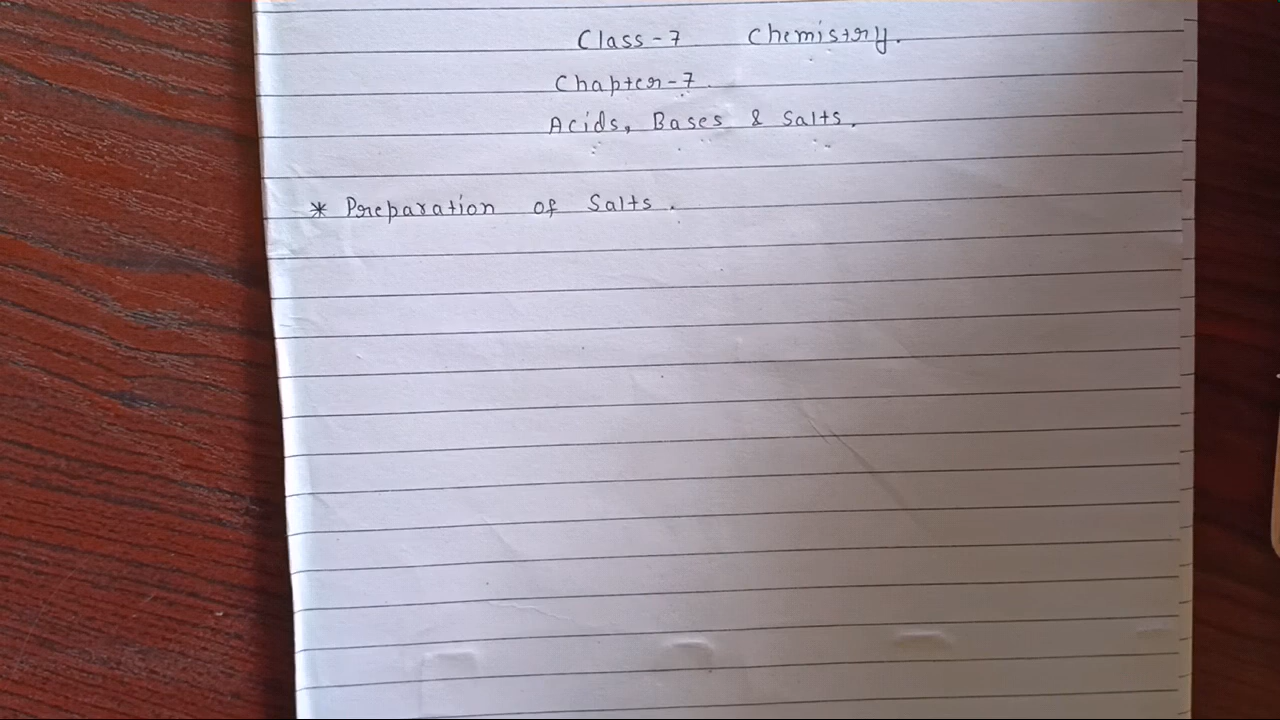 Class-7 Chemistry.
Chapter-7.
Acids, Bases & Salts.
* Preparation of Salts.